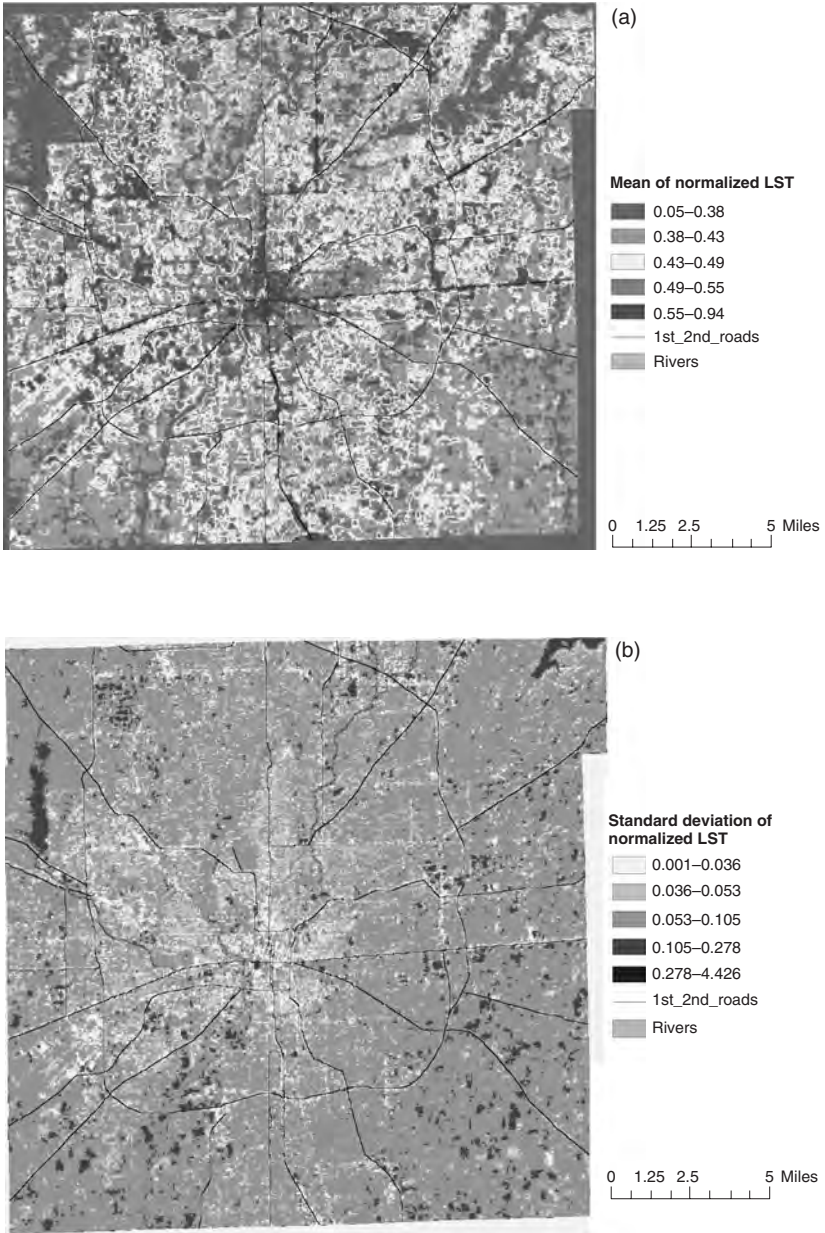 (a)
Mean of normalized LST
0.05–0.38
0.38–0.43
0.43–0.49
0.49–0.55
0.55–0.94
1st_2nd_roads
Rivers
0 1.25 2.5 5 Miles
(b)
Standard deviation of
normalized LST
0.001–0.036
0.036–0.053
0.053–0.105
0.105–0.278
0.278–4.426
1st_2nd_roads
Rivers
0 1.25 2.5 5 Miles